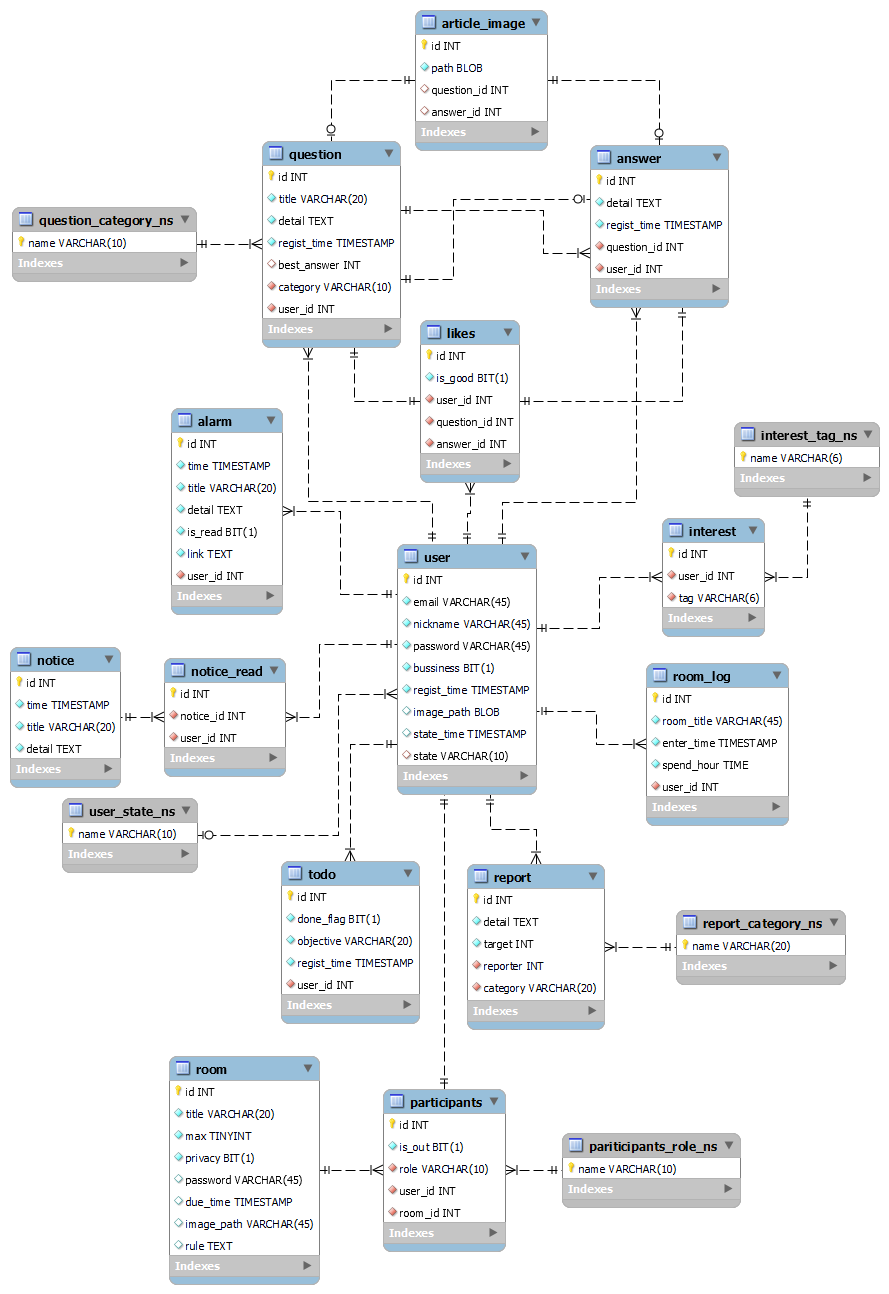 article_image
id INT
path BLOB
question_id INT
answer_id INT
Indexes
question
id INT
title VARCHAR(20)
detail TEXT
regist_time TIMESTAMP
best_answer INT
category VARCHAR(10)
user_id INT
Indexes
answer
id INT
detail TEXT
regist_time TIMESTAMP
question_id INT
user_id INT
Indexes
question_category_ns
name VARCHAR(10)
Indexes
likes
id INT
is_good BIT(1)
user_id INT
question_id INT
answer_id INT
Indexes
alarm
id INT
time TIMESTAMP
title VARCHAR(20)
detail TEXT
is_read BIT(1)
link TEXT
user_id INT
Indexes
interest_tag_ns
name VARCHAR(6)
Indexes
interest
id INT
user_id INT
tag VARCHAR(6)
Indexes
user
id INT
email VARCHAR(45)
nickname VARCHAR(45)
password VARCHAR(45)
bussiness BIT(1)
regist_time TIMESTAMP
image_path BLOB
state_time TIMESTAMP
state VARCHAR(10)
Indexes
notice
id INT
time TIMESTAMP
title VARCHAR(20)
detail TEXT
Indexes
notice_read
id INT
notice_id INT
user_id INT
Indexes
room_log
id INT
room_title VARCHAR(45)
enter_time TIMESTAMP
spend_hour TIME
user_id INT
Indexes
user_state_ns
name VARCHAR(10)
Indexes
todo
id INT
done_flag BIT(1)
objective VARCHAR(20)
regist_time TIMESTAMP
user_id INT
Indexes
report
id INT
detail TEXT
target INT
reporter INT
category VARCHAR(20)
Indexes
report_category_ns
name VARCHAR(20)
Indexes
room
id INT
title VARCHAR(20)
max TINYINT
privacy BIT(1)
password VARCHAR(45)
due_time TIMESTAMP
image_path VARCHAR(45)
rule TEXT
Indexes
participants
id INT
is_out BIT(1)
role VARCHAR(10)
user_id INT
room_id INT
Indexes
pariticipants_role_ns
name VARCHAR(10)
Indexes